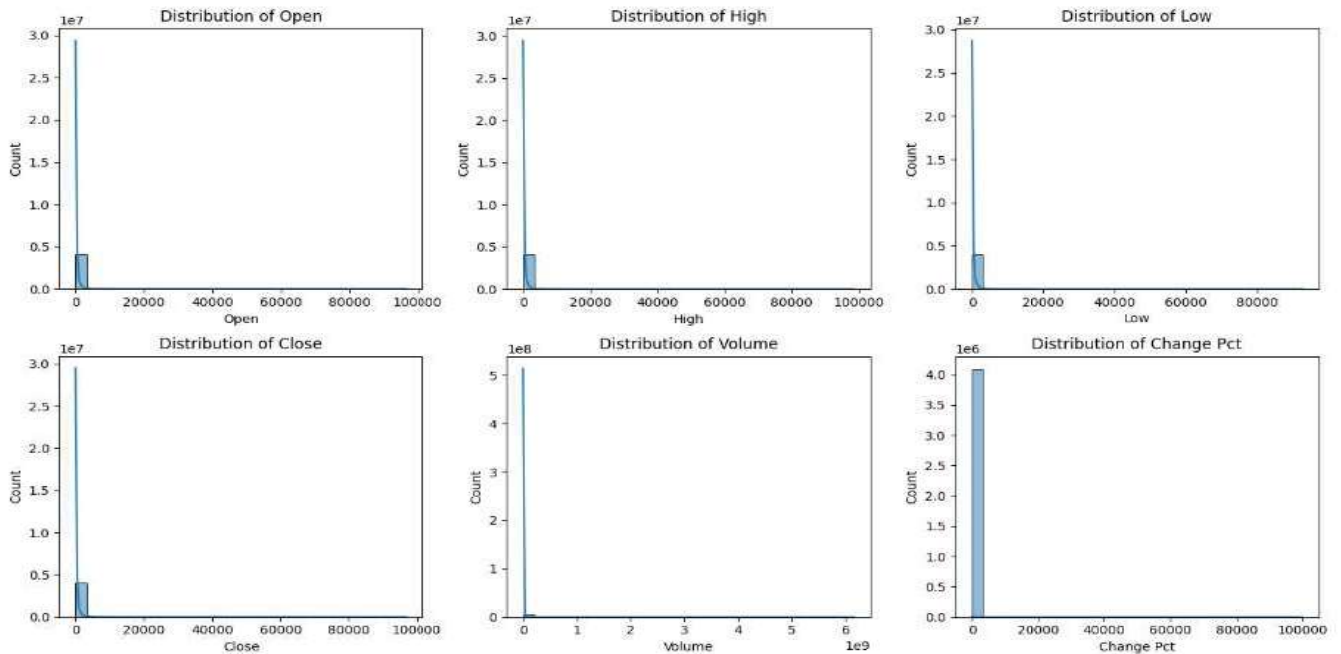 Distribution of Open
1e7
3.0
2.5
2.0
1.5
1.0
0.5
0.0
Count
0 20000 40000 60000 80000 100000
Open
Distribution of High
1e7
3.0
2.5
2.0
1.5
1.0
0.5
0.0
Count
0 20000 40000 60000 80000 100000
High
Distribution of Low
1e7
3.0
2.5
2.0
1.5
1.0
0.5
0.0
Count
0 20000 40000 60000 80000
Low
Distribution of Close
1e7
3.0
2.5
2.0
1.5
1.0
0.5
0.0
Count
0 20000 40000 60000 80000 100000
Close
Distribution of Volume
1e8
5
4
3
2
1
0
Count
0 1 2 3 4 5 6
1e9
Volume
Distribution of Change Pct
1e6
4.0
3.5
3.0
2.5
2.0
1.5
1.0
0.5
0.0
Count
0 20000 40000 60000 80000 100000
Change Pct